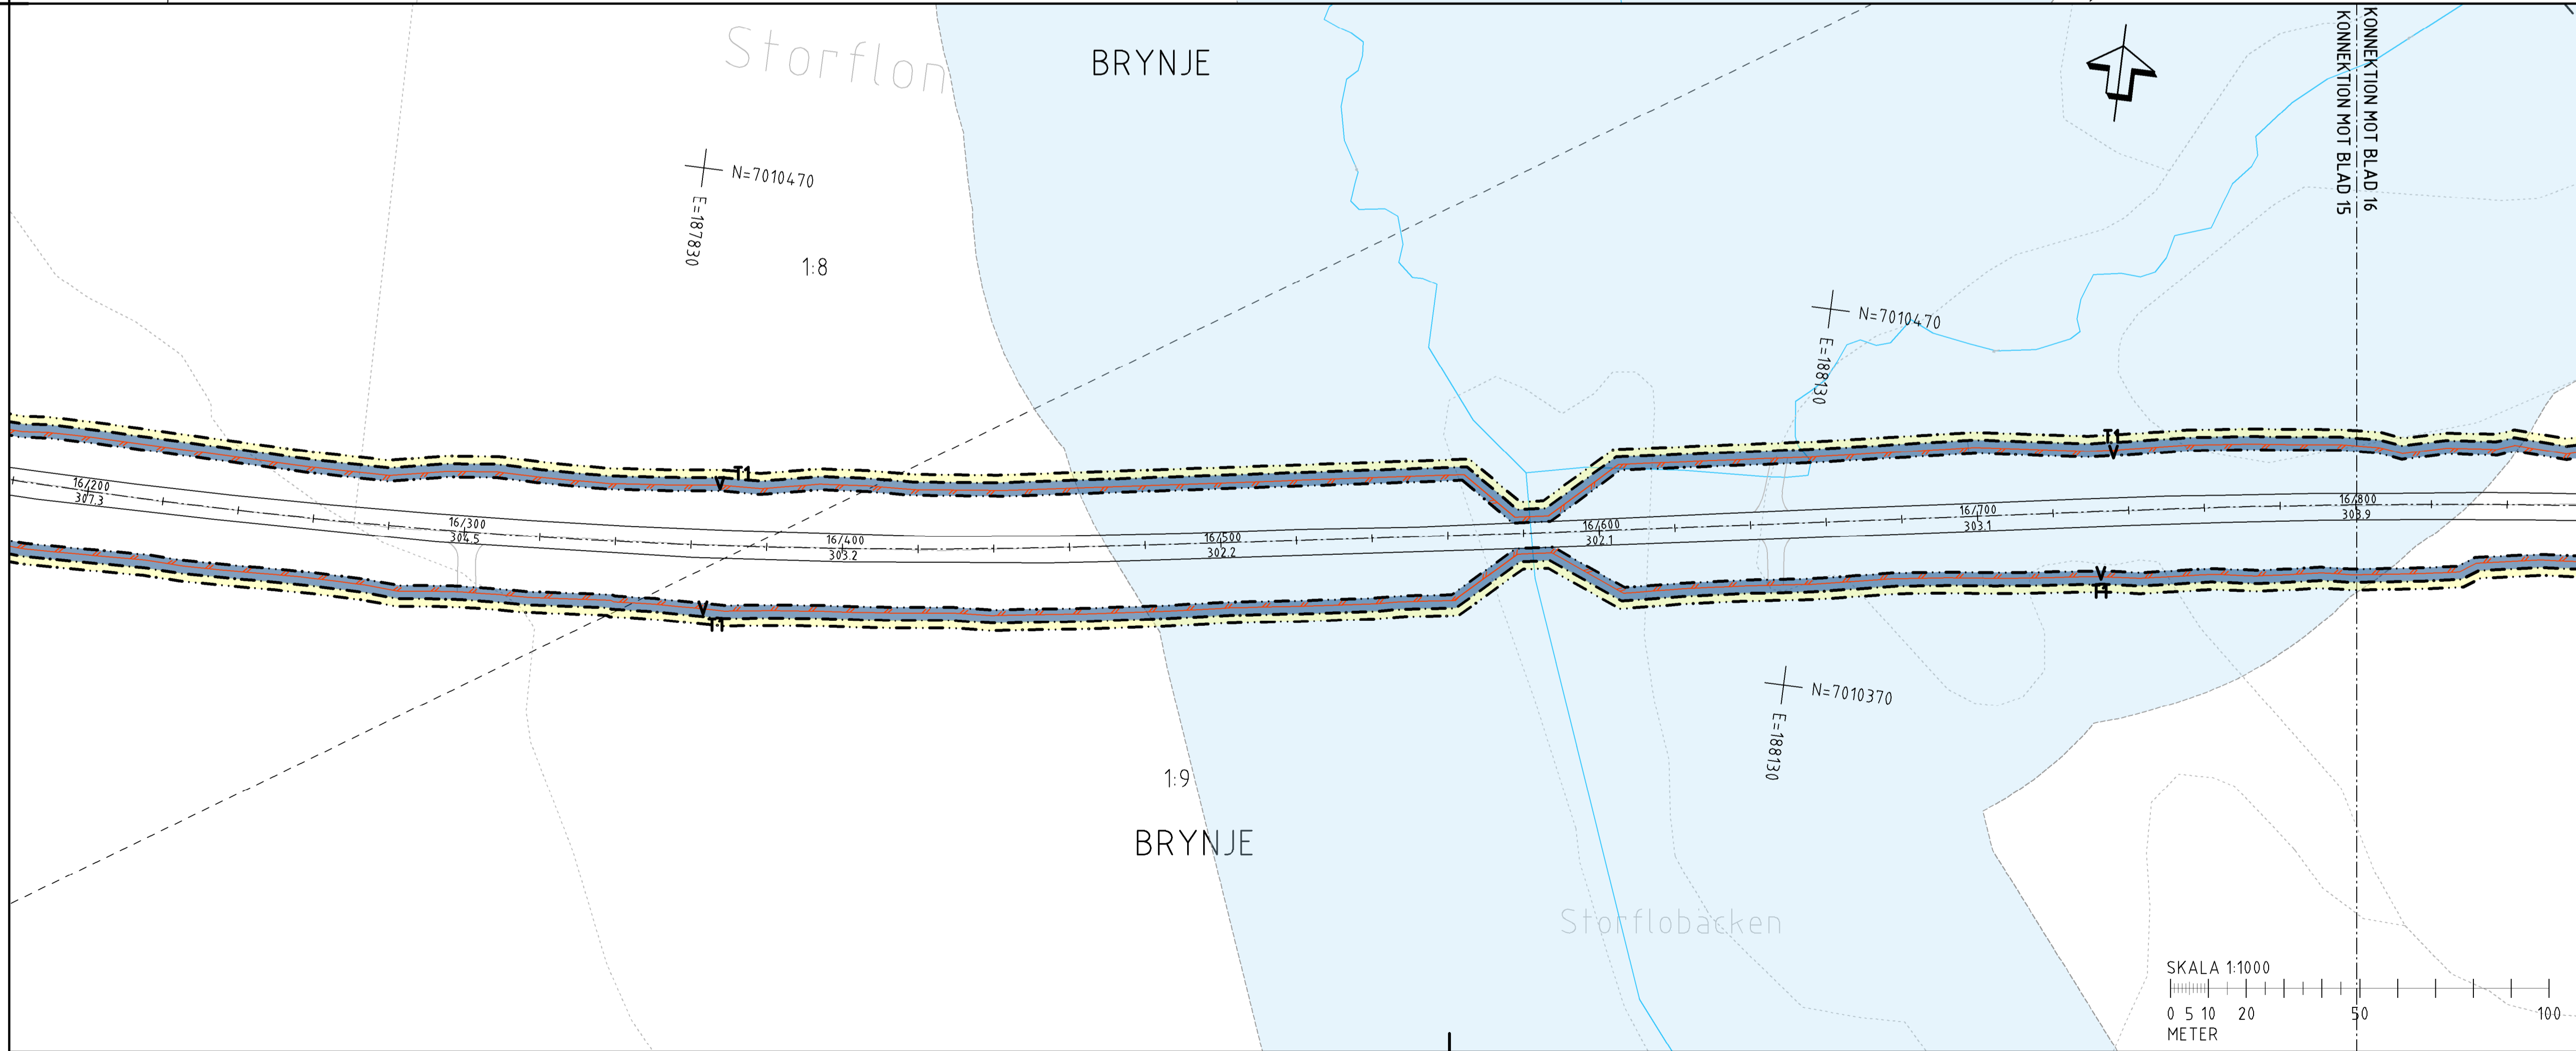 Storflon
BRYNJE
KONNEKTION MOT BLAD 16
KONNEKTION MOT BLAD 15
N=7010470
E=187830
1:8
N=7010470
E=188130
T1
V
T1
V
16/200
307.3
16/300
304.5
16/400
303.2
16/500
302.2
16/600
302.1
16/700
303.1
16/800
303.9
V
T1
V
T1
N=7010370
E=188130
1:9
BRYNJE
Storflobäcken
SKALA 1:1000
0 5 10 20 50 100
METER